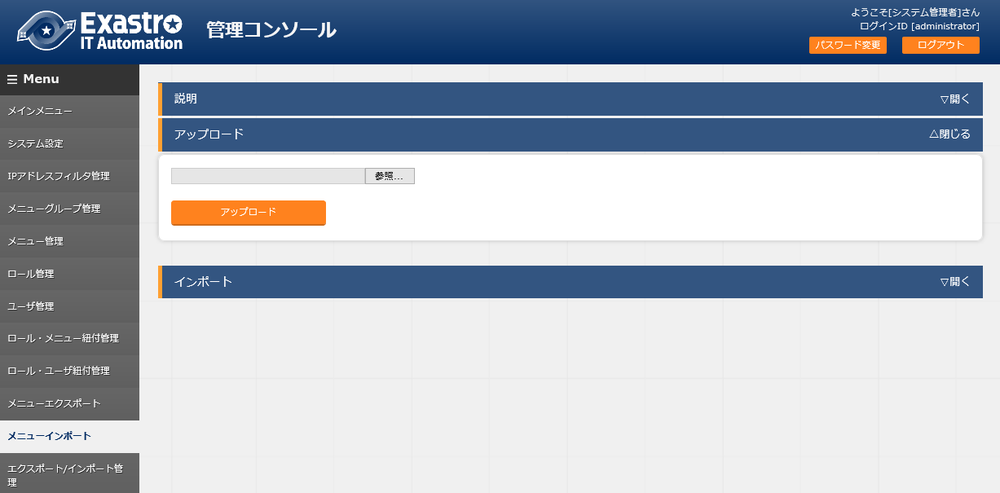 Exastro
IT Automation
管理コンソール
ようこそ[システム管理者]さん
ログインID [administrator]
パスワード変更
ログアウト
☰ Menu
メインメニュー
システム設定
IPアドレスフィルタ管理
メニューグループ管理
メニュー管理
ロール管理
ユーザ管理
ロール・メニュー紐付管理
ロール・ユーザ紐付管理
メニューエクスポート
メニューインポート
エクスポート/インポート管
理
説明
▽開く
アップロード
△閉じる
参照...
アップロード
インポート
▽開く